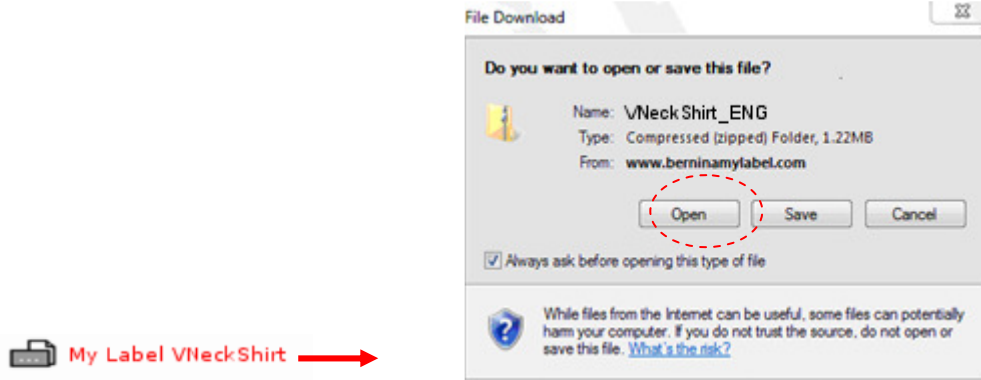 File Download
Do you want to open or save this file?
Name: VNeck Shirt_ENG
Type: Compressed (zipped) Folder, 1.22MB
From: www.berninamylabel.com
Open Save Cancel
Always ask before opening this type of file
While files from the Internet can be useful, some files can potentially
harm your computer. If you do not trust the source, do not open or
save this file. What's the risk?
My Label VNeckShirt